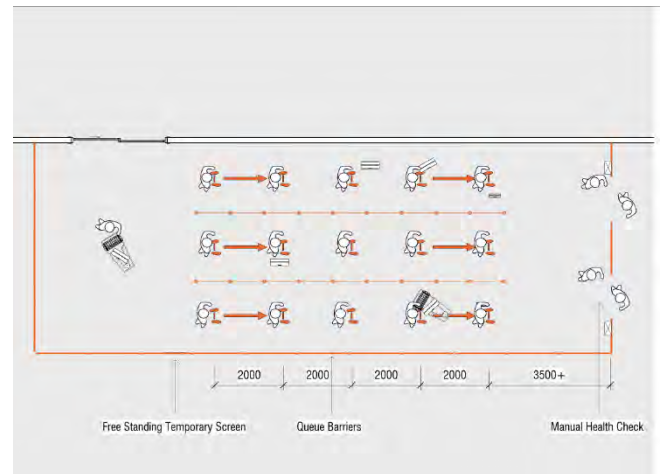 2000 2000 2000 2000 3500+
Free Standing Temporary Screen Queue Barriers Manual Health Check